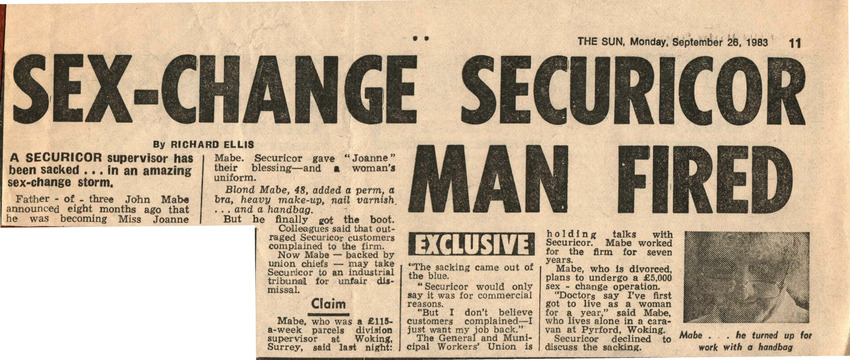 THE SUN, Monday, September 26, 1983 11
SEX-CHANGE SECURICOR
MAN FIRED
By RICHARD ELLIS
A SECURICOR supervisor has
been sacked . . . in an amazing
sex-change storm.
Father - of - three John Mabe
announced eight months ago that
he was becoming Miss Joanne
Mabe. Securicor gave "Joanne"
their blessing—and a woman's
uniform.
Blond Mabe, 48, added a perm, a
bra, heavy make-up, nail varnish
. . . and a handbag.
But he finally got the boot.
Colleagues said that out-
raged Securicor customers
complained to the firm.
Now Mabe — backed by
union chiefs — may take
Securicor to an industrial
tribunal for unfair dis-
missal.
Claim
Mabe, who was a £115-
a-week parcels division
supervisor at Woking,
Surrey, said last night:
EXCLUSIVE
"The sacking came out of
the blue.
"Securicor would only
say it was for commercial
reasons.
"But I don't believe
customers complained—I
just want my job back."
The General and Muni-
cipal Workers' Union is
holding talks with
Securicor. Mabe worked
for the firm for seven
years.
Mabe, who is divorced,
plans to undergo a £5,000
sex - change operation.
"Doctors say I've first
got to live as a woman
for a year," said Mabe,
who lives alone in a cara-
van at Pyrford, Woking.
Securicor declined to
discuss the sacking.
Mabe . . . he turned up for
work with a handbag